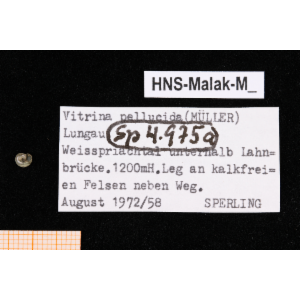 HNS-Malak-M_
Vitrina pellucida(MÜLLER)
Lungau Sp 4.975a
Weisspriachtal unterhalb Lahn-
brücke.1200mH.Leg an kalkfrei-
en Felsen neben Weg.
August 1972/58 SPERLING